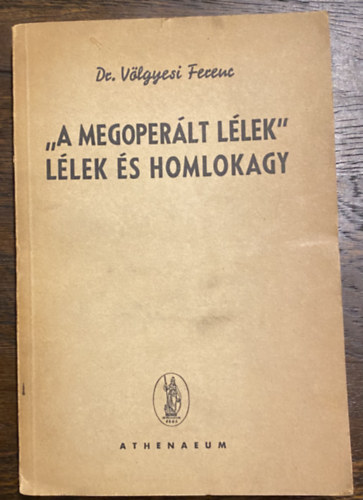 Dr. Völgyesi Ferenc
„A MEGOPERÁLT LÉLEK"
LÉLEK ÉS HOMLOKAGY
ATHENAEUM